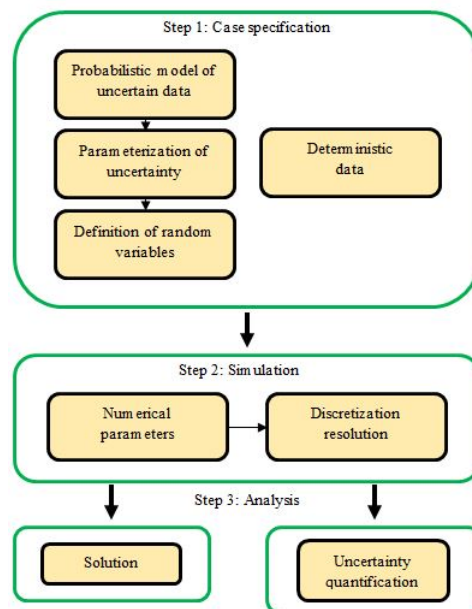 Step 1: Case specification
Probabilistic model of
uncertain data
Parameterization of
uncertainty
Deterministic
data
Definition of random
variables
Step 2: Simulation
Numerical
parameters
Discretization
resolution
Step 3: Analysis
Solution
Uncertainty
quantification